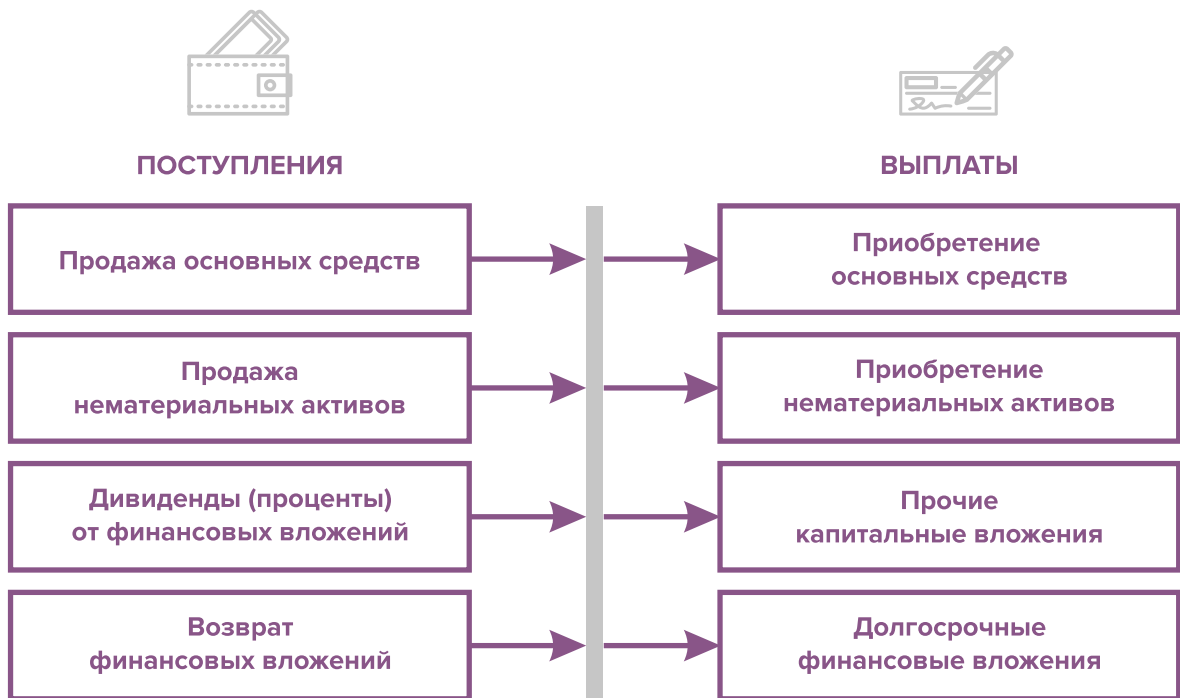 ПОСТУПЛЕНИЯ
ВЫПЛАТЫ
Продажа основных средств
Приобретение
основных средств
Продажа
нематериальных активов
Приобретение
нематериальных активов
Дивиденды (проценты)
от финансовых вложений
Прочие
капитальные вложения
Возврат
финансовых вложений
Долгосрочные
финансовые вложения